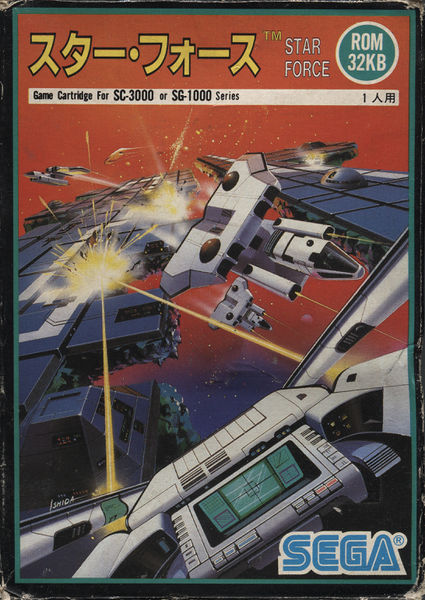 スター・フォース™
STAR
FORCE
ROM
32KB
Game Cartridge For SC-3000 or SG-1000 Series
1人用
ISHIDA
SEGA®